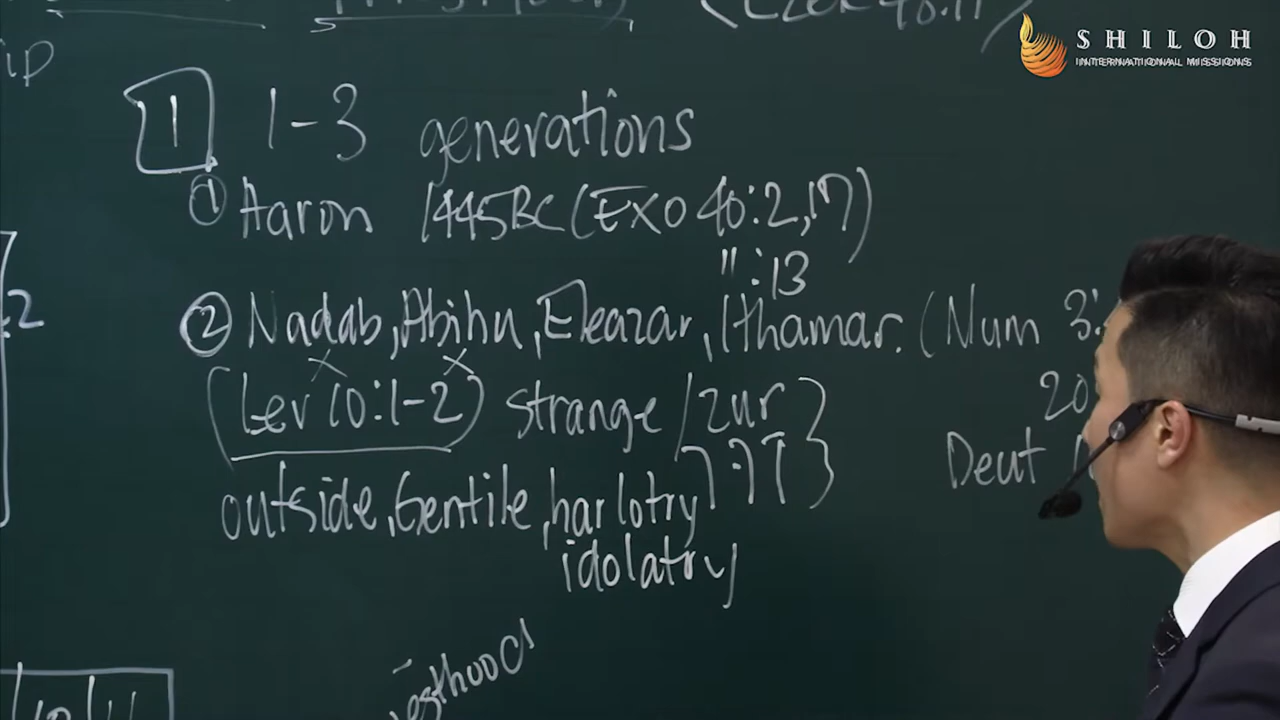 SHILOH
INTERNATIONAL MISSIONS
1 1-3 generations
① Aaron 1445BC (EXO 40:2,17)
":13
② Nadab, Abihu, Eleazar, Ithamar. (Num 3:
x x
(Lev 10:1-2) strange / zur
20
Deut
outside, Gentile, harlotry
idolatry